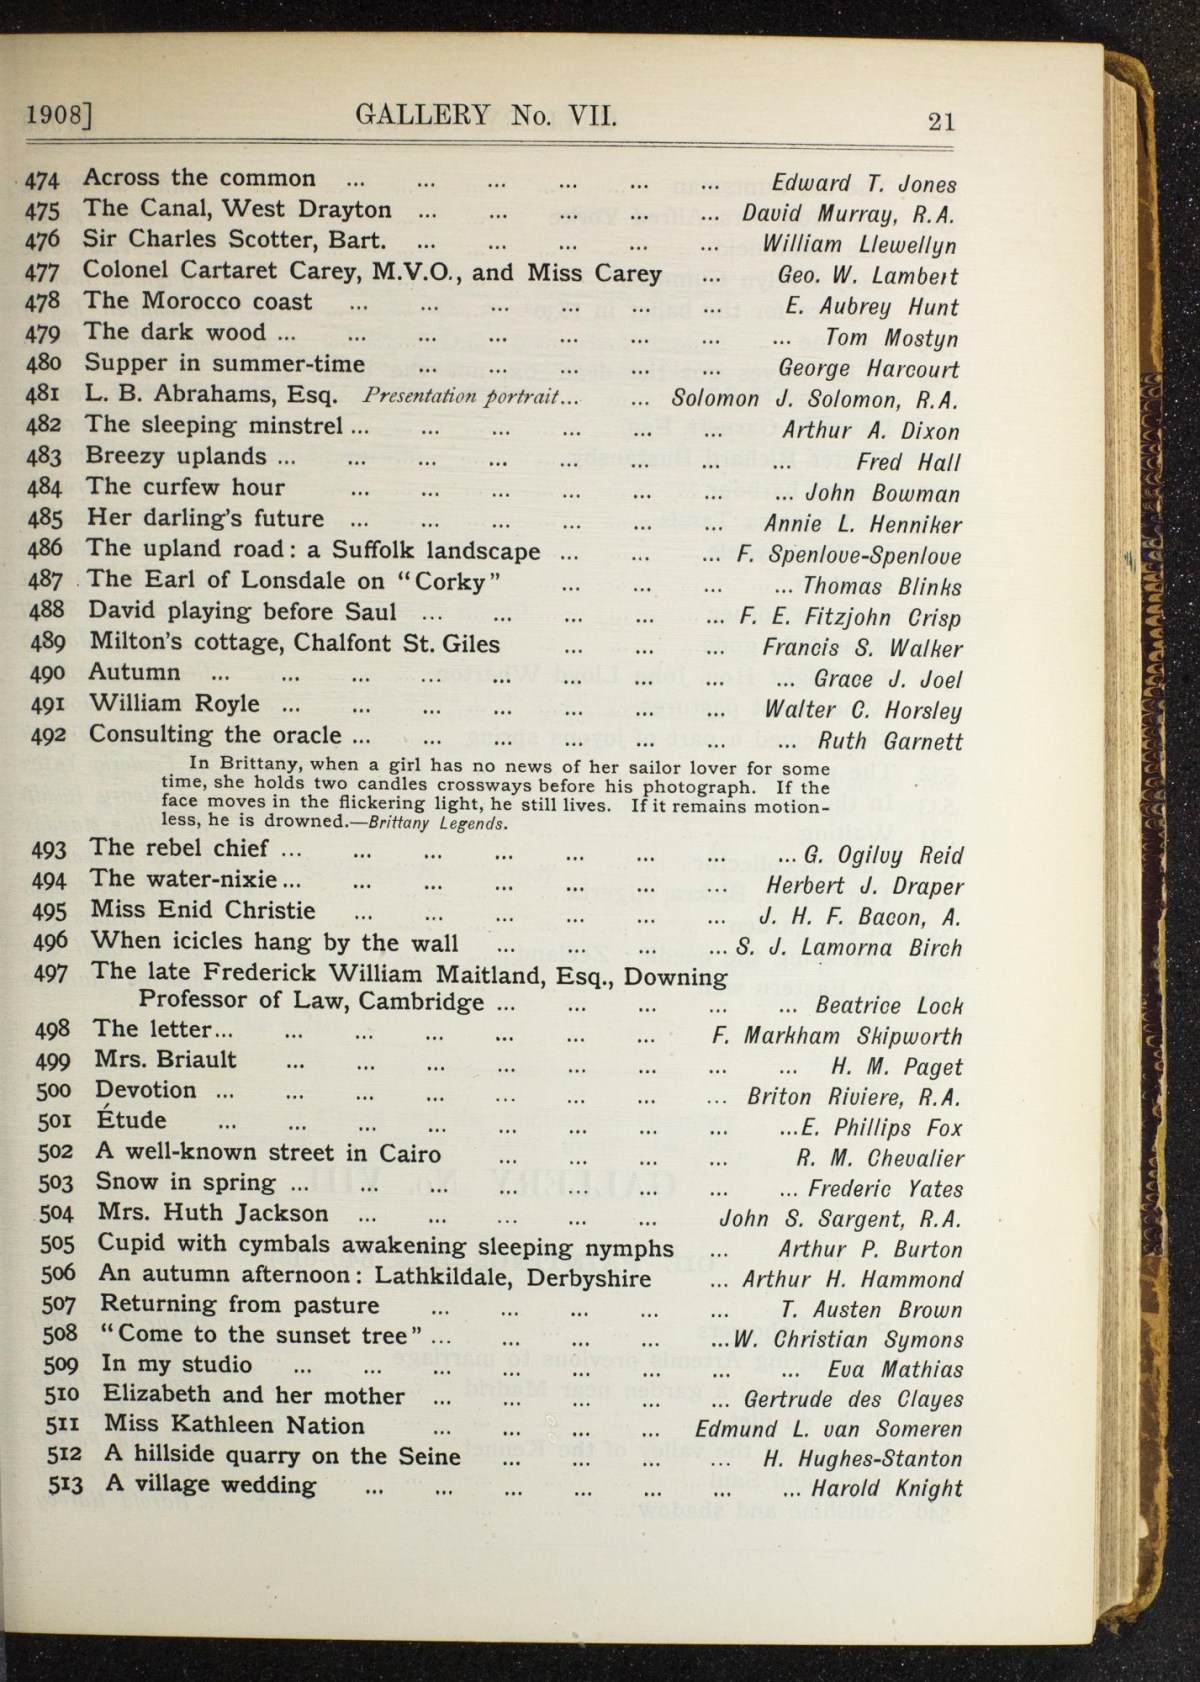 1908] GALLERY No. VII. 21
474 Across the common ... ... ... ... ... ... Edward T. Jones
475 The Canal, West Drayton ... ... ... ... ... David Murray, R.A.
476 Sir Charles Scotter, Bart. ... ... ... ... ... William Llewellyn
477 Colonel Cartaret Carey, M.V.O., and Miss Carey ... Geo. W. Lambert
478 The Morocco coast ... ... ... ... ... ... E. Aubrey Hunt
479 The dark wood ... ... ... ... ... ... ... ... Tom Mostyn
480 Supper in summer-time ... ... ... ... ... George Harcourt
481 L. B. Abrahams, Esq. Presentation portrait... ... Solomon J. Solomon, R.A.
482 The sleeping minstrel ... ... ... ... ... ... Arthur A. Dixon
483 Breezy uplands ... ... ... ... ... ... ... ... Fred Hall
484 The curfew hour ... ... ... ... ... ... ... John Bowman
485 Her darling's future ... ... ... ... ... ... Annie L. Henniker
486 The upland road: a Suffolk landscape ... ... ... F. Spenlove-Spenlove
487 The Earl of Lonsdale on "Corky" ... ... ... ... Thomas Blinks
488 David playing before Saul ... ... ... ... ... F. E. Fitzjohn Crisp
489 Milton's cottage, Chalfont St. Giles ... ... ... Francis S. Walker
490 Autumn ... ... ... ... ... ... ... ... ... Grace J. Joel
491 William Royle ... ... ... ... ... ... ... Walter C. Horsley
492 Consulting the oracle ... ... ... ... ... ... ... Ruth Garnett
In Brittany, when a girl has no news of her sailor lover for some
time, she holds two candles crossways before his photograph. If the
face moves in the flickering light, he still lives. If it remains motion-
less, he is drowned.—Brittany Legends.
493 The rebel chief ... ... ... ... ... ... ... ... G. Ogilvy Reid
494 The water-nixie ... ... ... ... ... ... ... Herbert J. Draper
495 Miss Enid Christie ... ... ... ... ... ... J. H. F. Bacon, A.
496 When icicles hang by the wall ... ... ... ... S. J. Lamorna Birch
497 The late Frederick William Maitland, Esq., Downing
Professor of Law, Cambridge ... ... ... ... ... Beatrice Lock
498 The letter... ... ... ... ... ... ... F. Markham Skipworth
499 Mrs. Briault ... ... ... ... ... ... ... ... H. M. Paget
500 Devotion ... ... ... ... ... ... ... ... Briton Riviere, R.A.
501 Étude ... ... ... ... ... ... ... ... ...E. Phillips Fox
502 A well-known street in Cairo ... ... ... ... R. M. Chevalier
503 Snow in spring ... ... ... ... ... ... ... ... Frederic Yates
504 Mrs. Huth Jackson ... ... ... ... ... John S. Sargent, R.A.
505 Cupid with cymbals awakening sleeping nymphs ... Arthur P. Burton
506 An autumn afternoon: Lathkildale, Derbyshire ... Arthur H. Hammond
507 Returning from pasture ... ... ... ... ... T. Austen Brown
508 "Come to the sunset tree" ... ... ... ... ...W. Christian Symons
509 In my studio ... ... ... ... ... ... ... ... Eva Mathias
510 Elizabeth and her mother ... ... ... ... ... Gertrude des Clayes
511 Miss Kathleen Nation ... ... ... ... Edmund L. van Someren
512 A hillside quarry on the Seine ... ... ... ... H. Hughes-Stanton
513 A village wedding ... ... ... ... ... ... ... Harold Knight